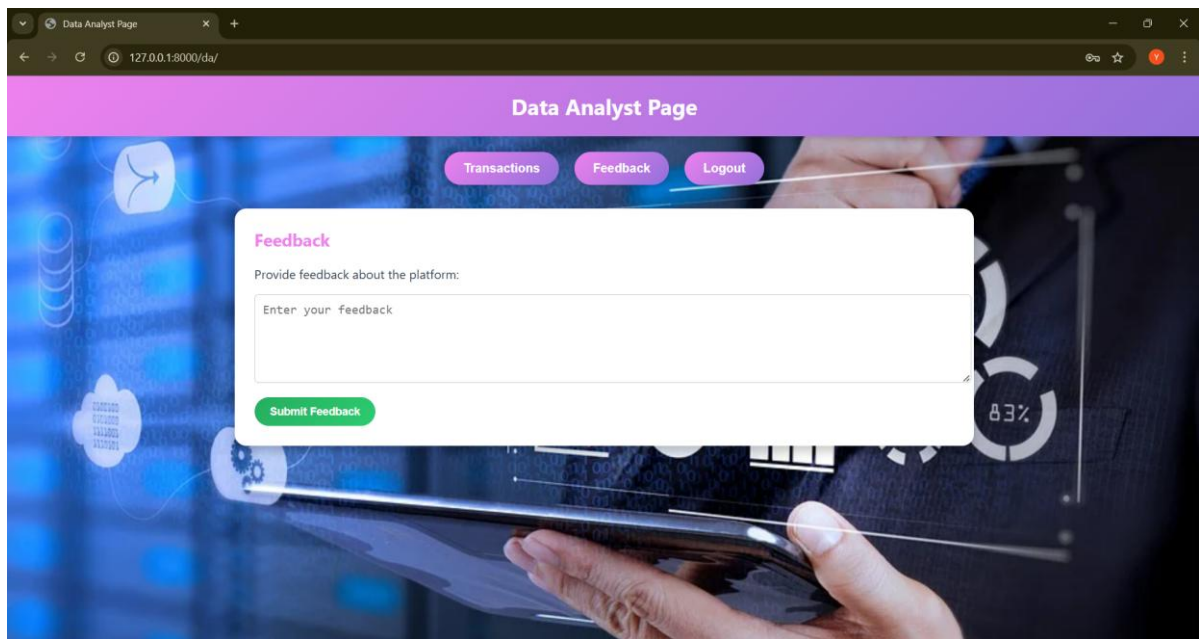 Data Analyst Page
127.0.0.1:8000/da/
Y
Data Analyst Page
Transactions Feedback Logout
Feedback
Provide feedback about the platform:
Enter your feedback
Submit Feedback
83%